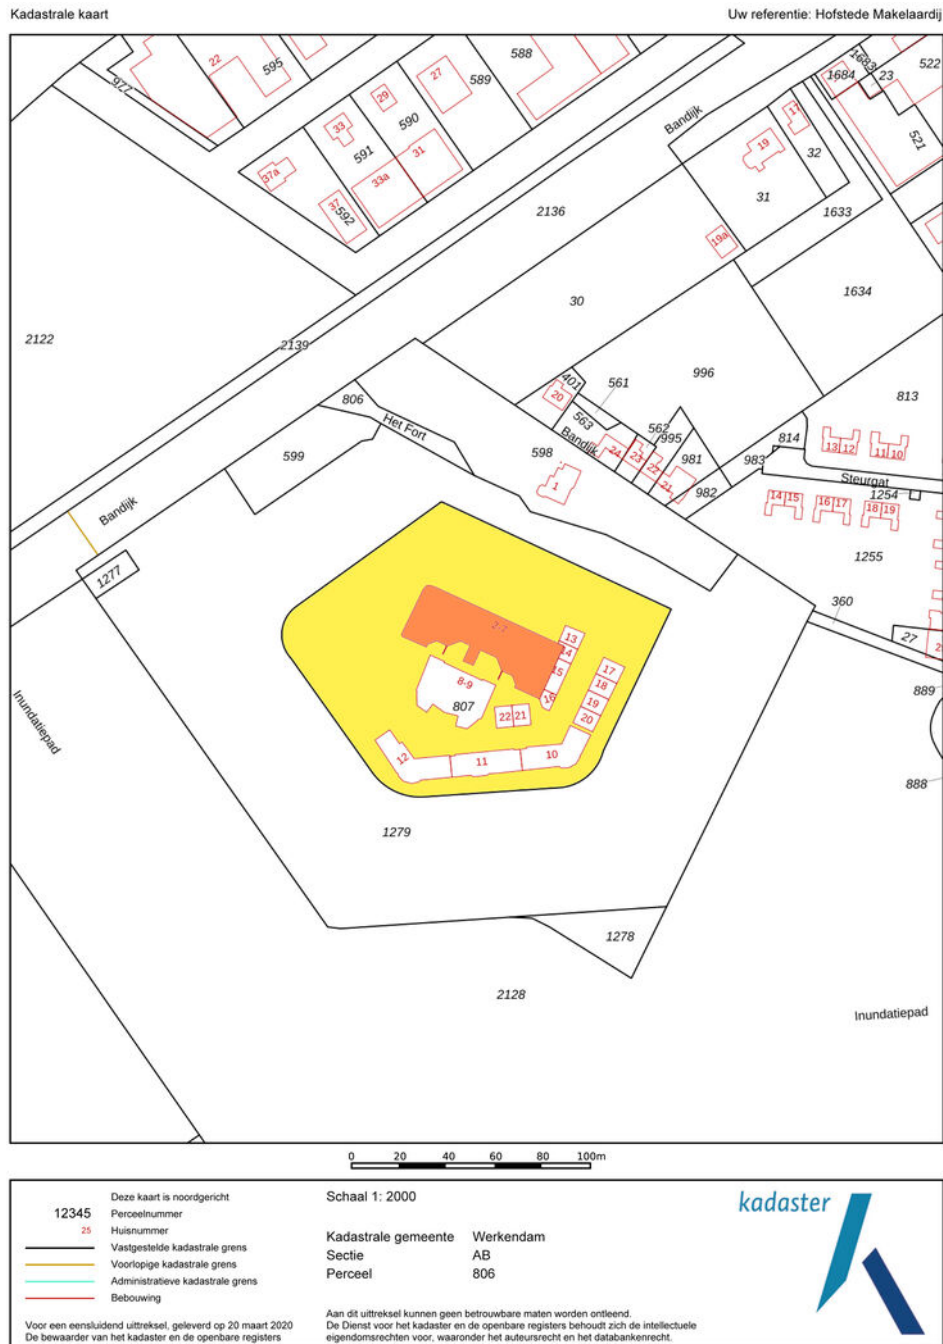 Kadastrale kaart
Uw referentie: Hofstede Makelaardij
977
22
595
588
27
589
29
590
33
591
31
33a
37a
37
592
2136
Bandijk
1683
1684
23
522
521
17
19
32
31
1633
19a
1634
30
2122
2139
996
401
561
20
563
562
995
Bandijk
24
23
22
21
981
982
983
813
814
13
12
11
10
Steurgat
1254
14
15
16
17
18
19
1255
360
27
889
888
806
Het Fort
599
598
1
Bandijk
1277
2-7
13
14
15
16
8-9
807
17
18
19
20
22
21
12
11
10
Inundatiepad
1279
1278
2128
Inundatiepad
0 20 40 60 80 100m
Deze kaart is noordgericht
12345 Perceelnummer
25 Huisnummer
Vastgestelde kadastrale grens
Voorlopige kadastrale grens
Administratieve kadastrale grens
Bebouwing
Voor een eensluidend uittreksel, geleverd op 20 maart 2020
De bewaarder van het kadaster en de openbare registers
Schaal 1: 2000
Kadastrale gemeente Werkendam
Sectie AB
Perceel 806
Aan dit uittreksel kunnen geen betrouwbare maten worden ontleend.
De Dienst voor het kadaster en de openbare registers behoudt zich de intellectuele
eigendomsrechten voor, waaronder het auteursrecht en het databankenrecht.
kadaster